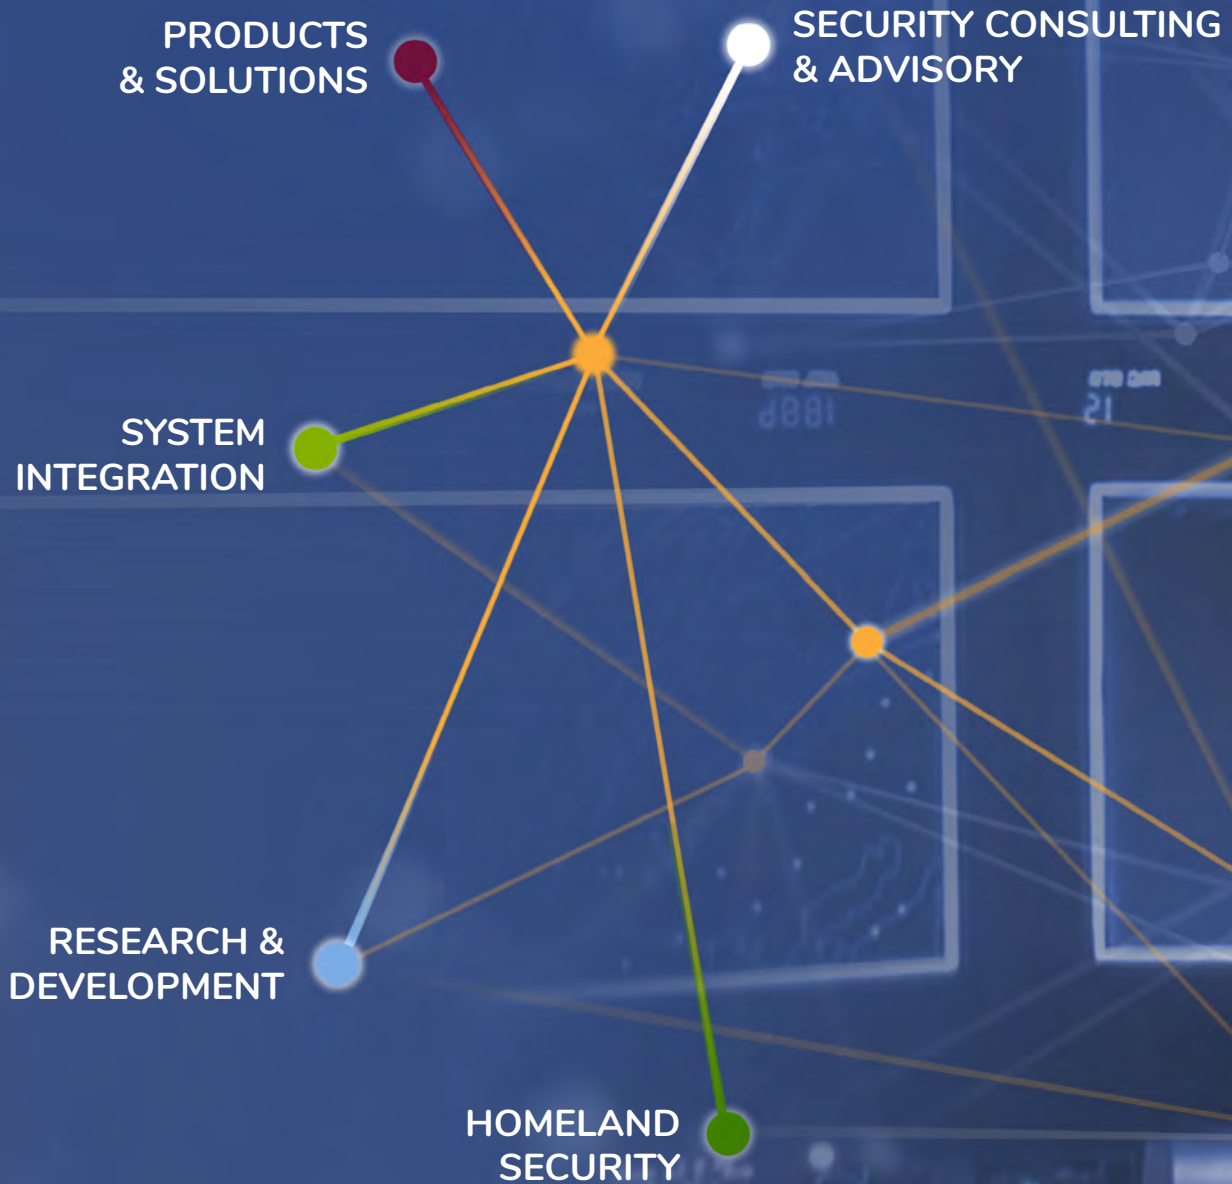 PRODUCTS
& SOLUTIONS
SECURITY CONSULTING
& ADVISORY
SYSTEM
INTEGRATION
RESEARCH &
DEVELOPMENT
HOMELAND
SECURITY